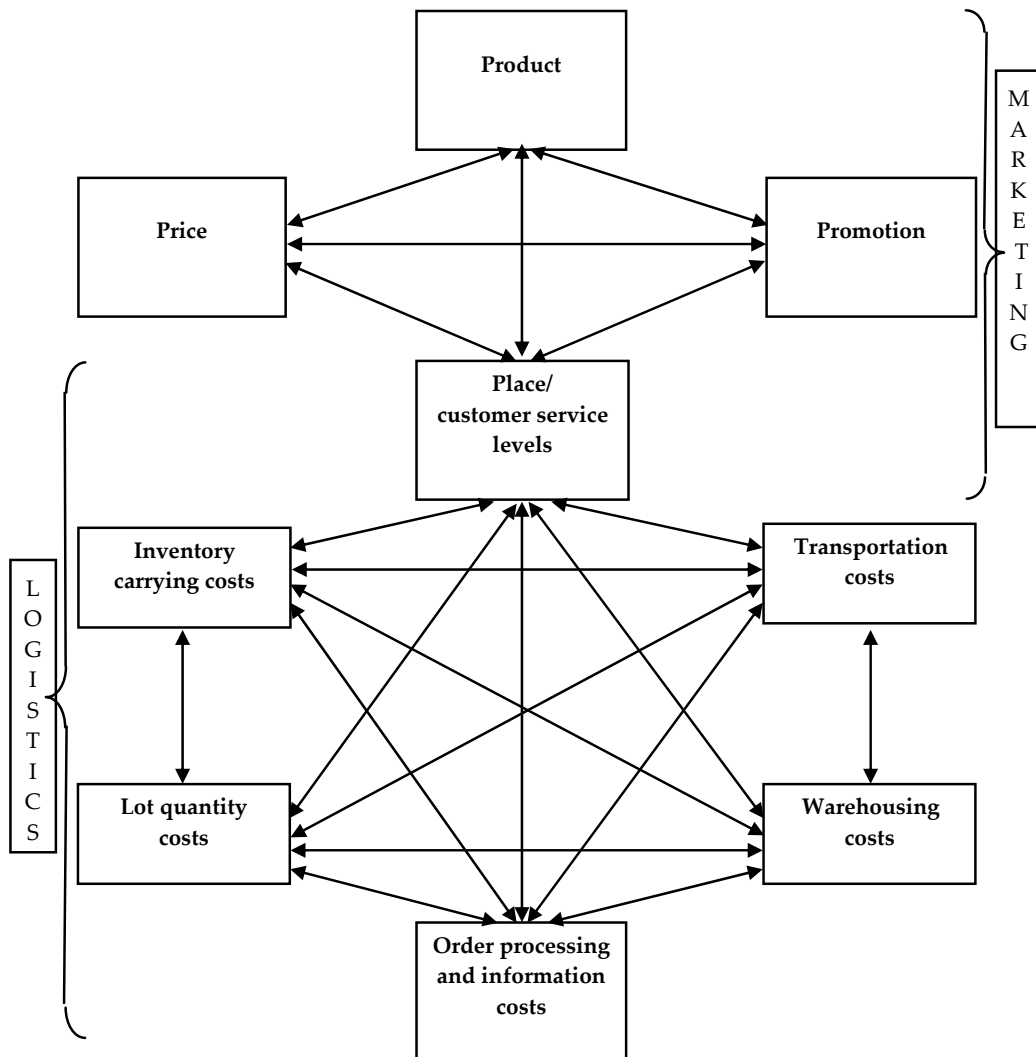 Product
M
A
R
K
E
T
I
N
G
Price
Promotion
Place/
customer service
levels
Inventory
carrying costs
Transportation
costs
L
O
G
I
S
T
I
C
S
Lot quantity
costs
Warehousing
costs
Order processing
and information
costs